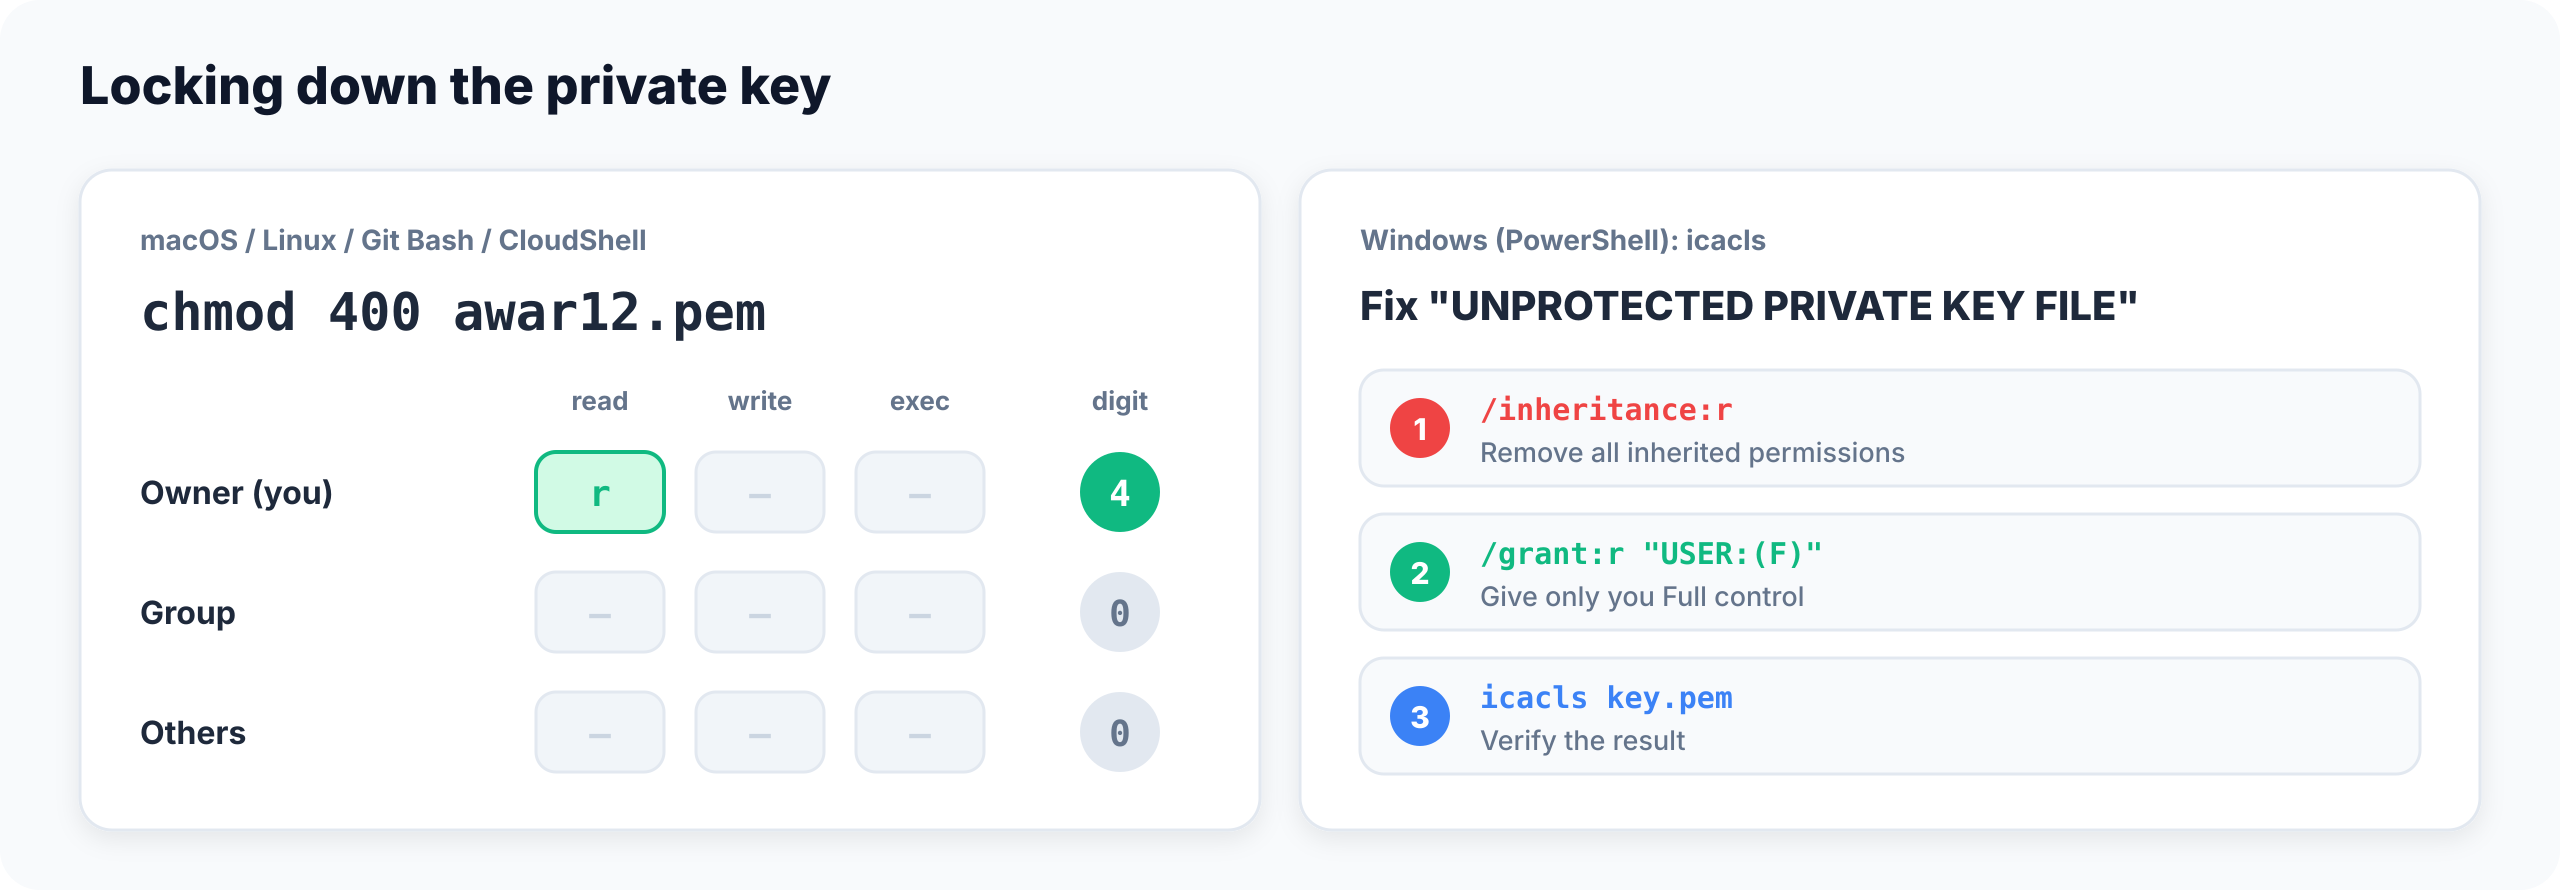 Locking down the private key
macOS / Linux / Git Bash / CloudShell
chmod 400 awar12.pem
read write exec digit
Owner (you) r – – 4
Group – – – 0
Others – – – 0
Windows (PowerShell): icacls
Fix "UNPROTECTED PRIVATE KEY FILE"
1 /inheritance:r
Remove all inherited permissions
2 /grant:r "USER:(F)"
Give only you Full control
3 icacls key.pem
Verify the result